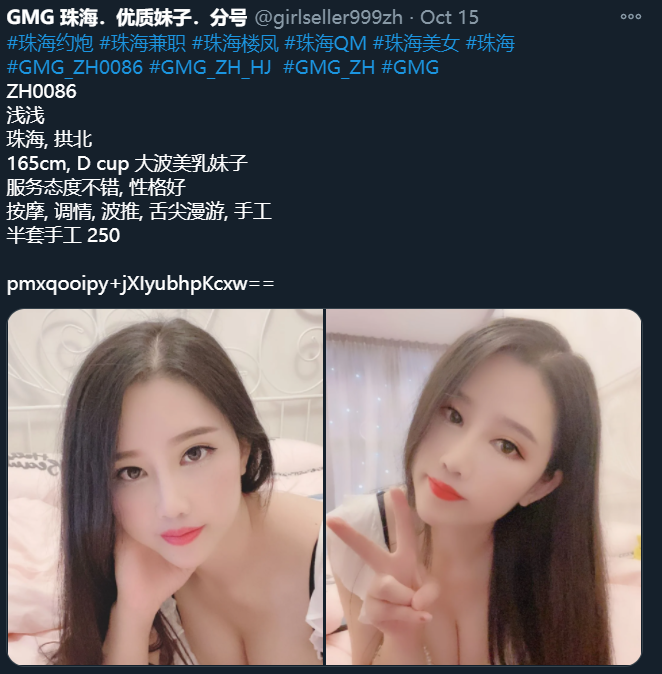 GMG 珠海．优质妹子．分号 @girlseller999zh · Oct 15
#珠海约炮 #珠海兼职 #珠海楼凤 #珠海QM #珠海美女 #珠海
#GMG_ZH0086 #GMG_ZH_HJ #GMG_ZH #GMG
ZH0086
浅浅
珠海, 拱北
165cm, D cup 大波美乳妹子
服务态度不错, 性格好
按摩, 调情, 波推, 舌尖漫游, 手工
半套手工 250
pmxqooipy+jXIyubhpKcxw==